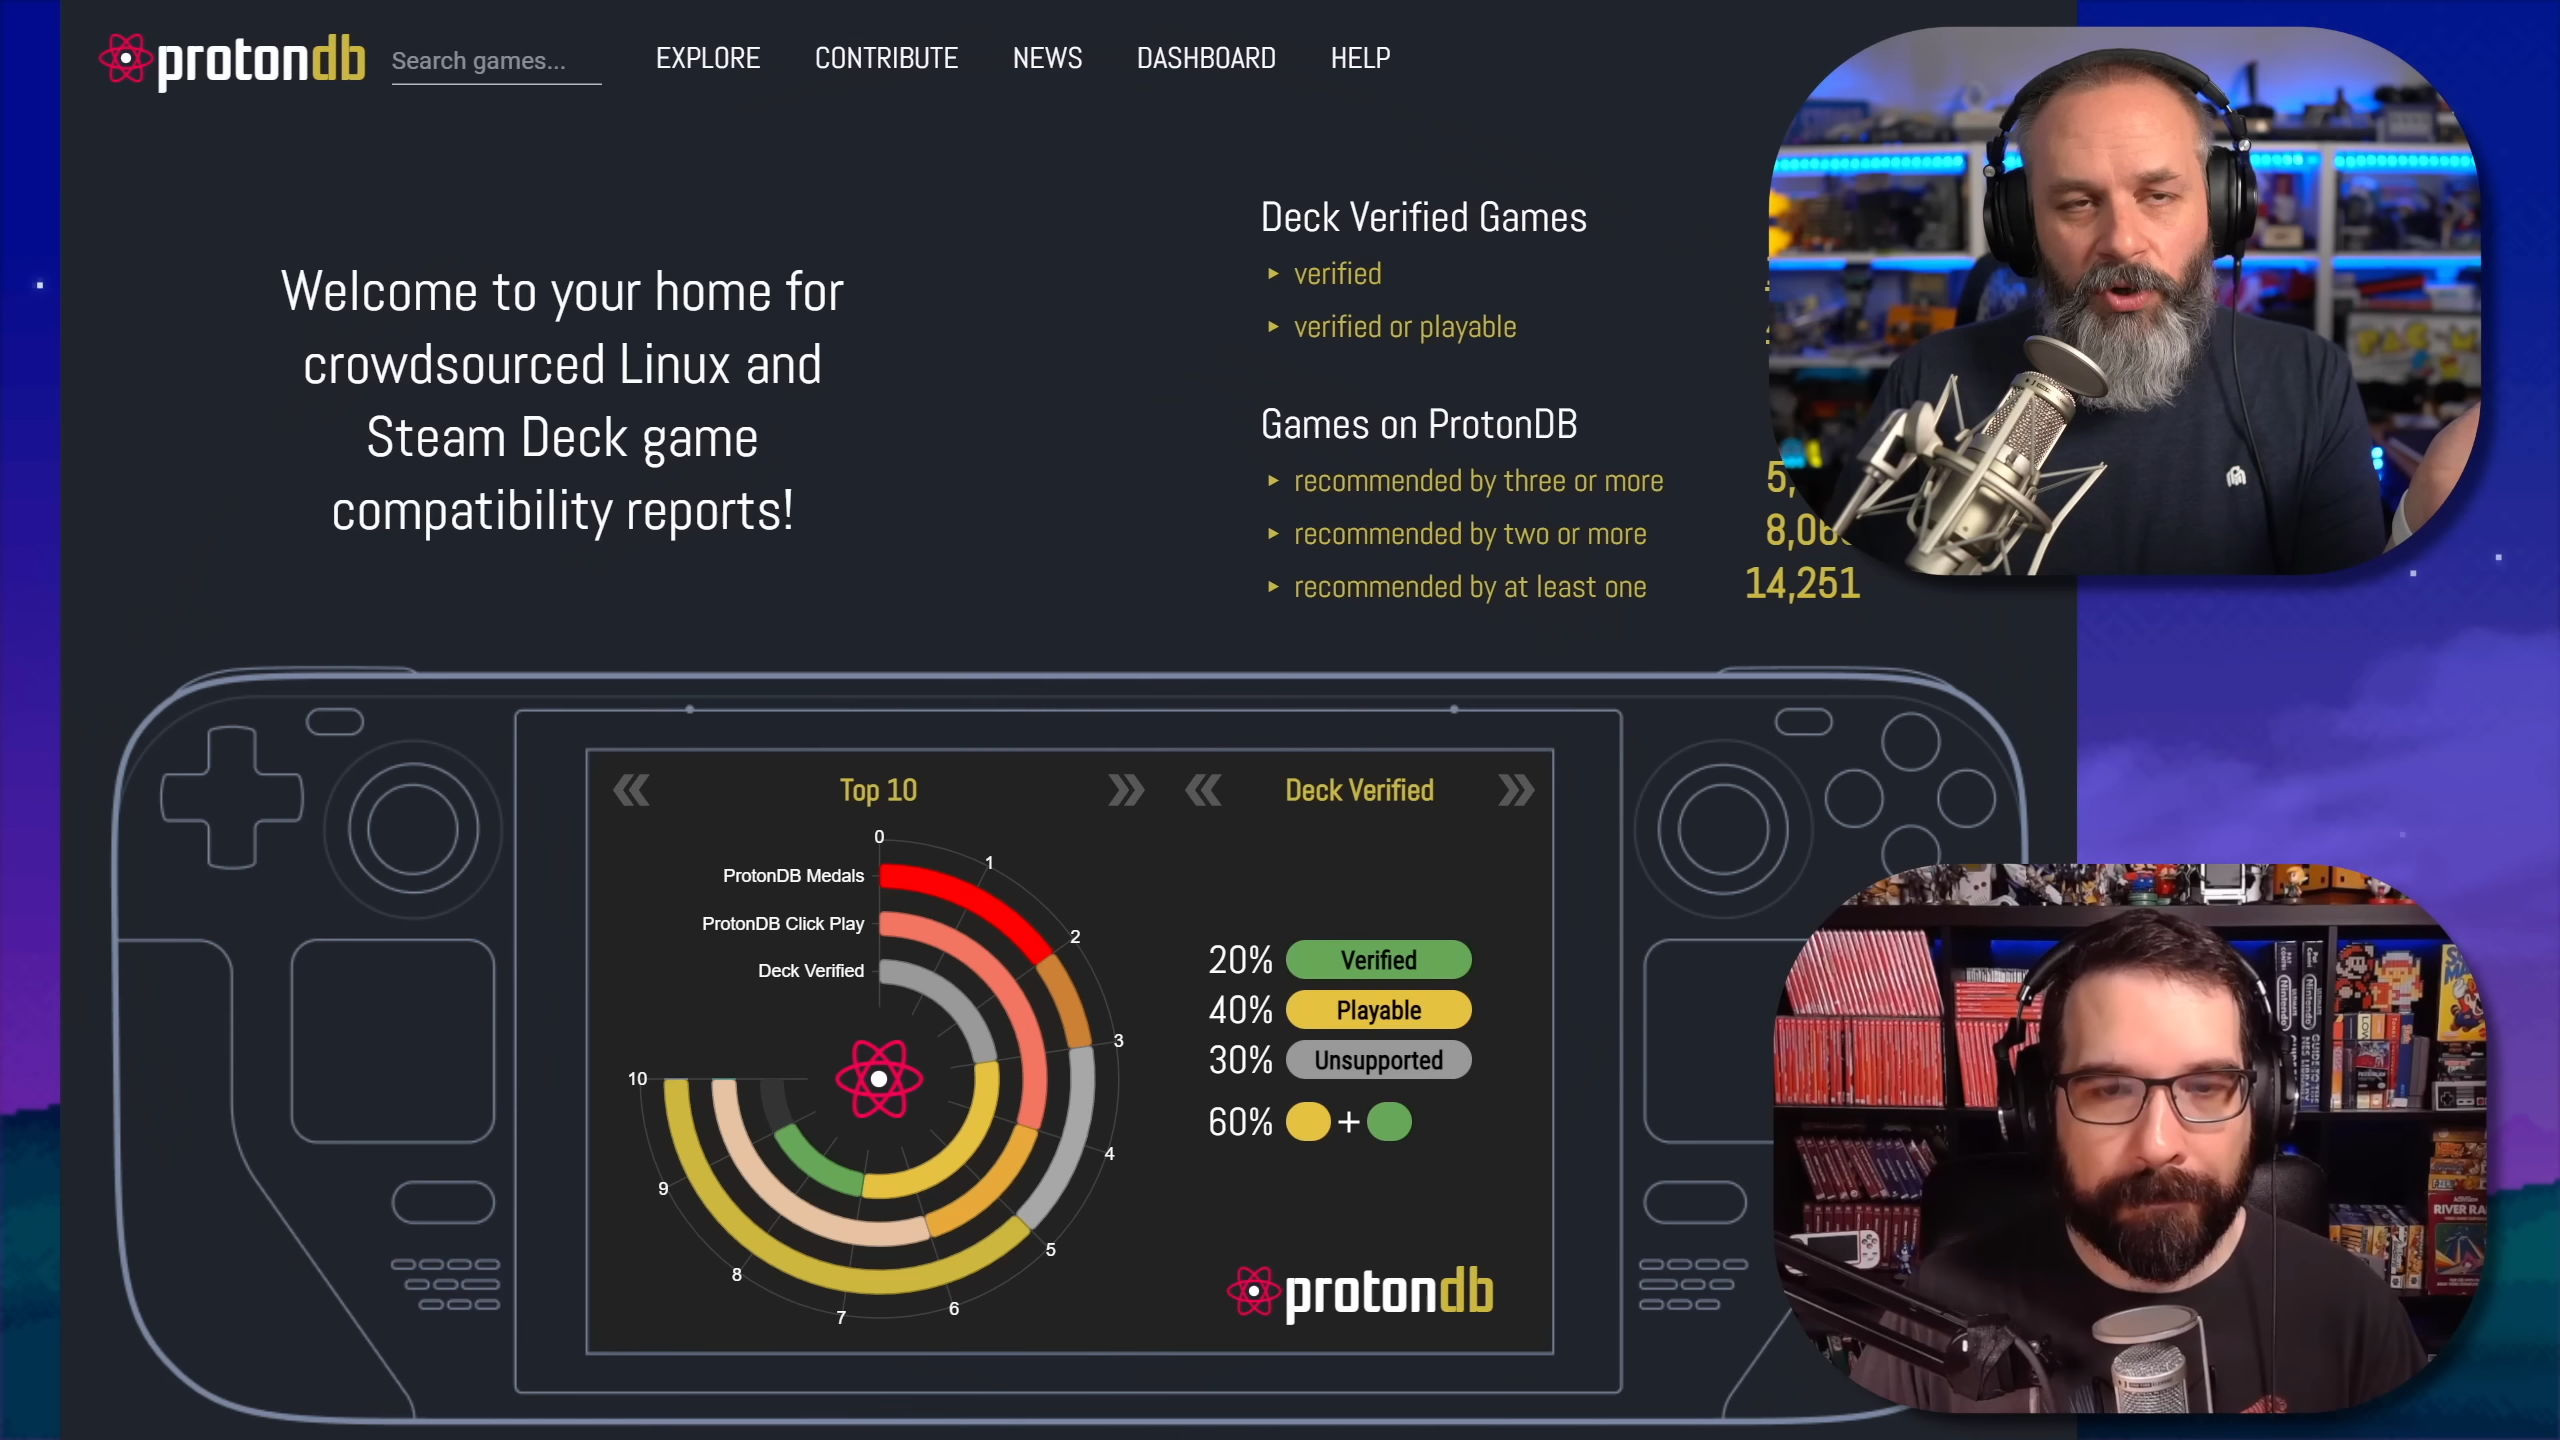 protondb
Search games...
EXPLORE
CONTRIBUTE
NEWS
DASHBOARD
HELP
Welcome to your home for
crowdsourced Linux and
Steam Deck game
compatibility reports!
Deck Verified Games
verified
verified or playable
Games on ProtonDB
recommended by three or more
recommended by two or more
recommended by at least one 14,251
Top 10
Deck Verified
0
1
2
3
4
5
6
7
8
9
10
ProtonDB Medals
ProtonDB Click Play
Deck Verified
20% Verified
40% Playable
30% Unsupported
60% +
protondb
Nintendo
Nintendo
RIVER